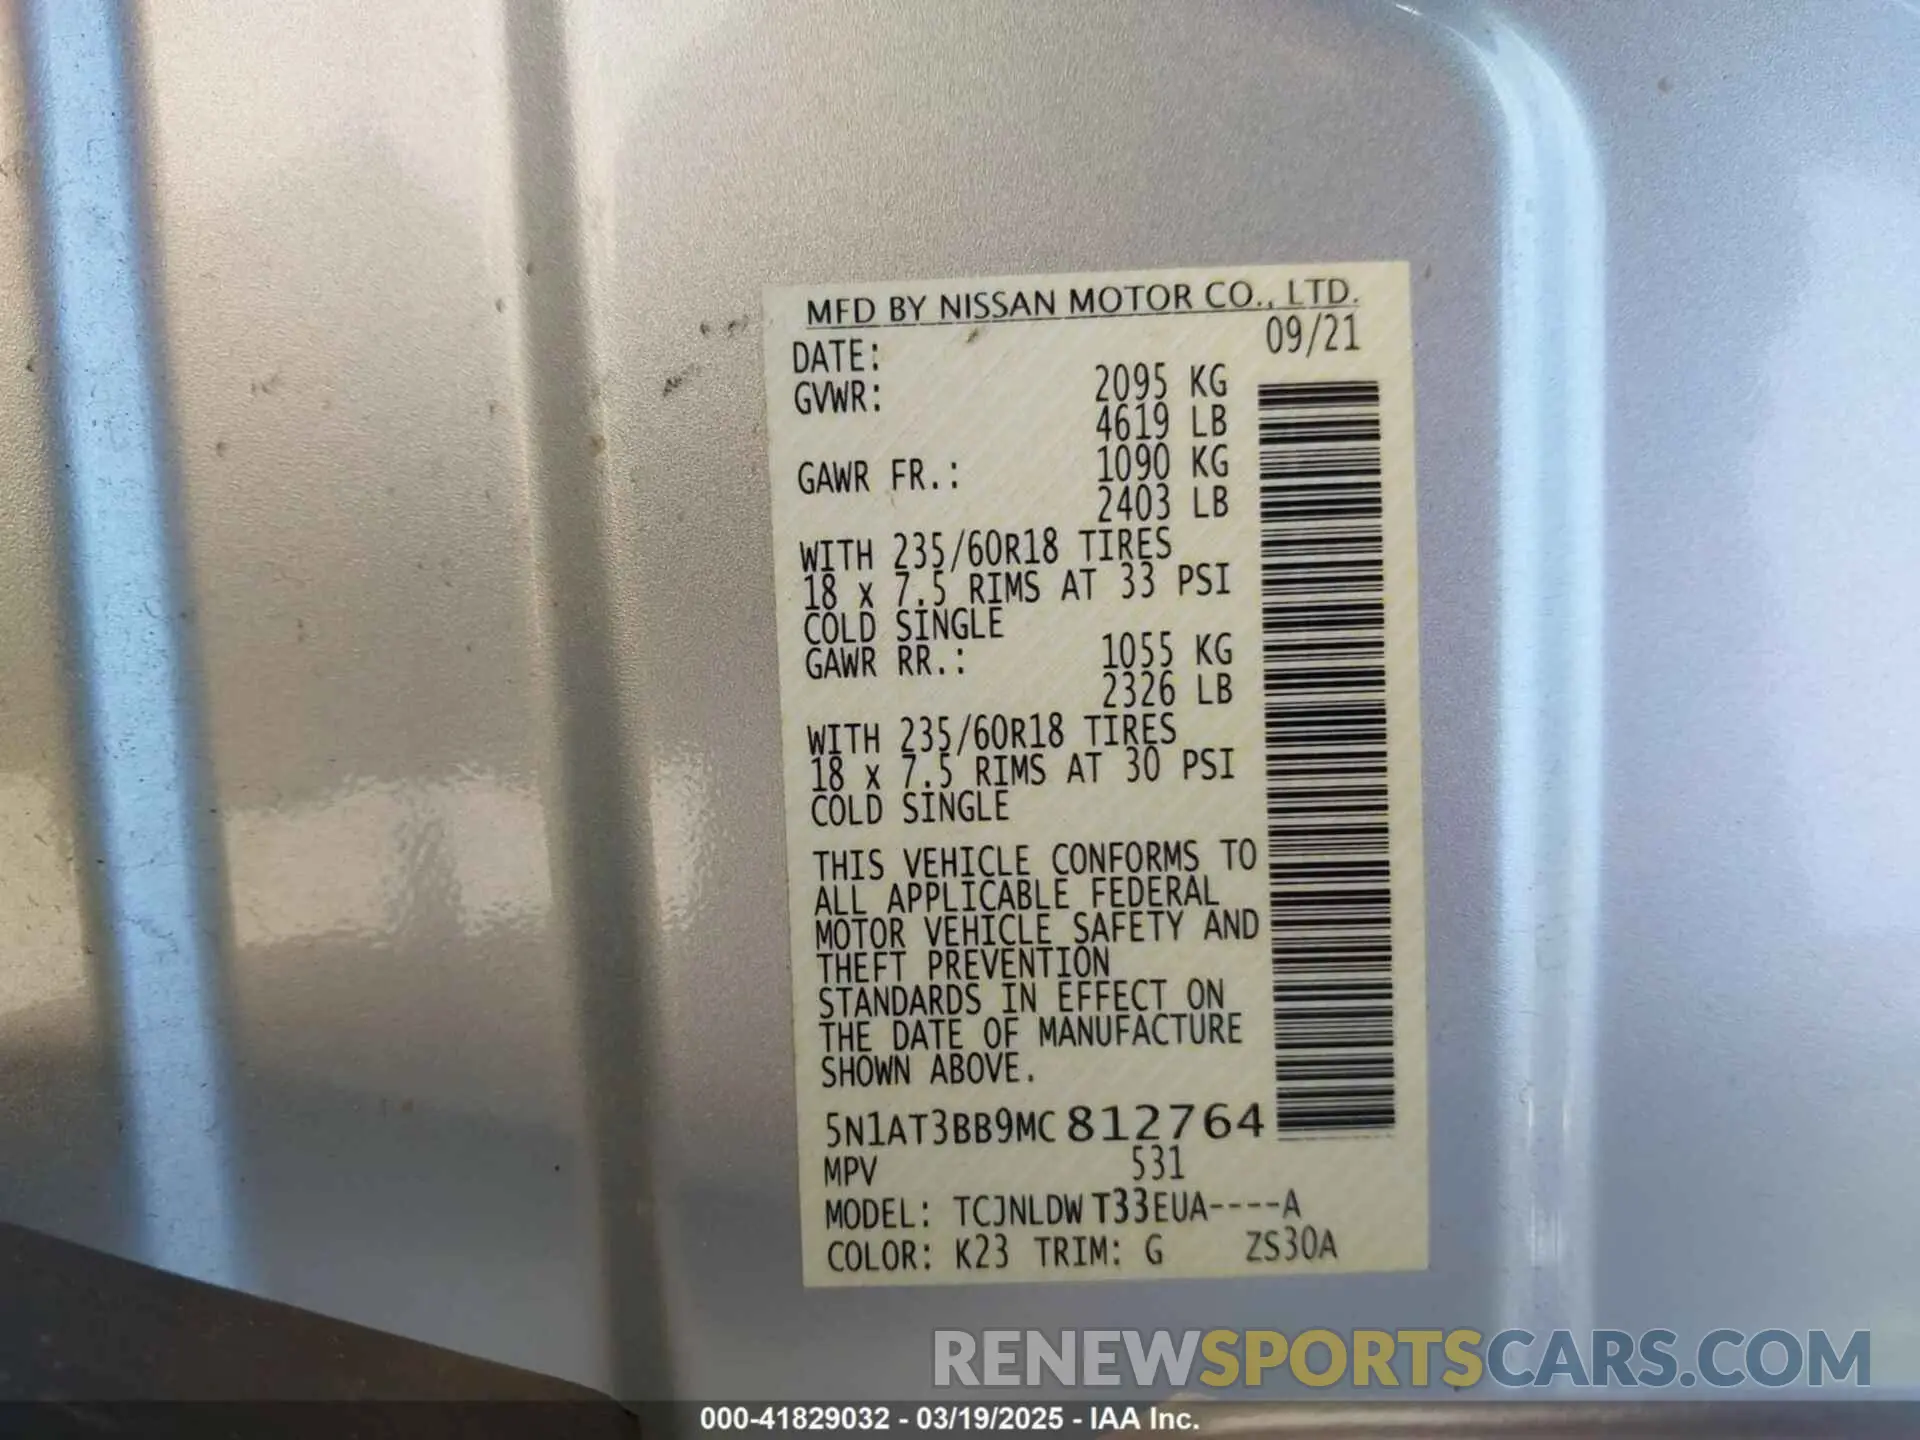 MFD BY NISSAN MOTOR CO., LTD.
DATE: 09/21
GVWR: 2095 KG
4619 LB
GAWR FR.: 1090 KG
2403 LB
WITH 235/60R18 TIRES
18 x 7.5 RIMS AT 33 PSI
COLD SINGLE
GAWR RR.: 1055 KG
2326 LB
WITH 235/60R18 TIRES
18 x 7.5 RIMS AT 30 PSI
COLD SINGLE
THIS VEHICLE CONFORMS TO
ALL APPLICABLE FEDERAL
MOTOR VEHICLE SAFETY AND
THEFT PREVENTION
STANDARDS IN EFFECT ON
THE DATE OF MANUFACTURE
SHOWN ABOVE.
5N1AT3BB9MC812764
MPV 531
MODEL: TCJNLDW T33EUA----A
COLOR: K23 TRIM: G ZS30A
RENEWSPORTSCARS.COM
000-41829032 - 03/19/2025 - IAA Inc.